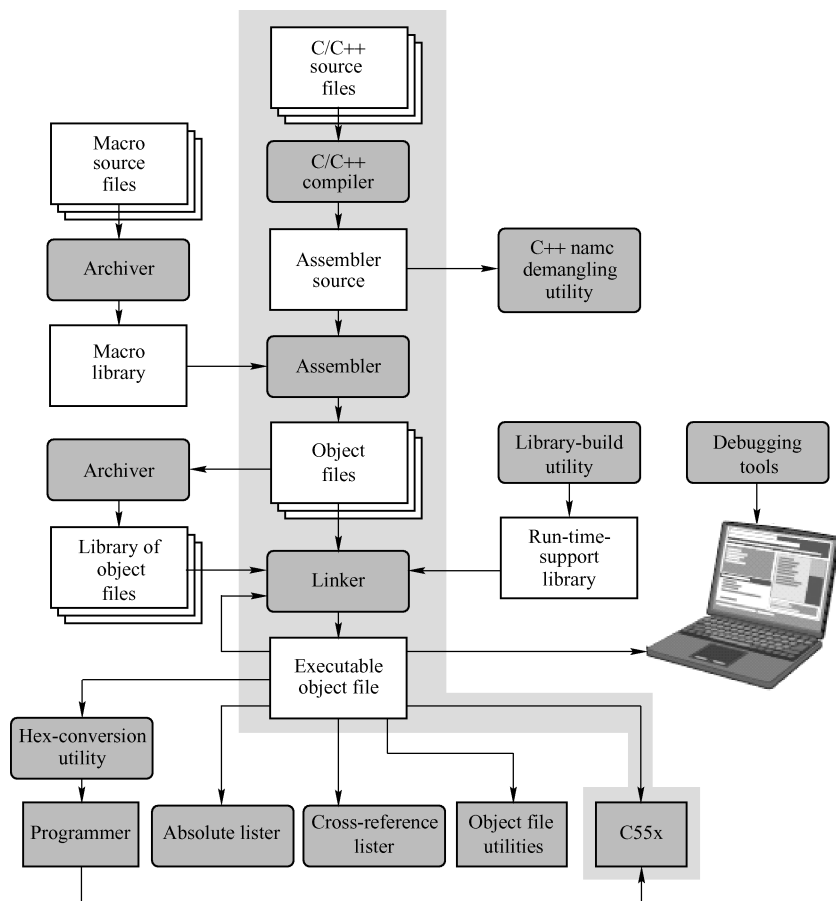 C/C++
source
files
Macro
source
files
C/C++
compiler
Archiver
Assembler
source
C++ namc
demangling
utility
Macro
library
Assembler
Archiver
Object
files
Library-build
utility
Debugging
tools
Library of
object
files
Linker
Run-time-
support
library
Executable
object file
Hex-conversion
utility
Programmer
Absolute lister
Cross-reference
lister
Object file
utilities
C55x